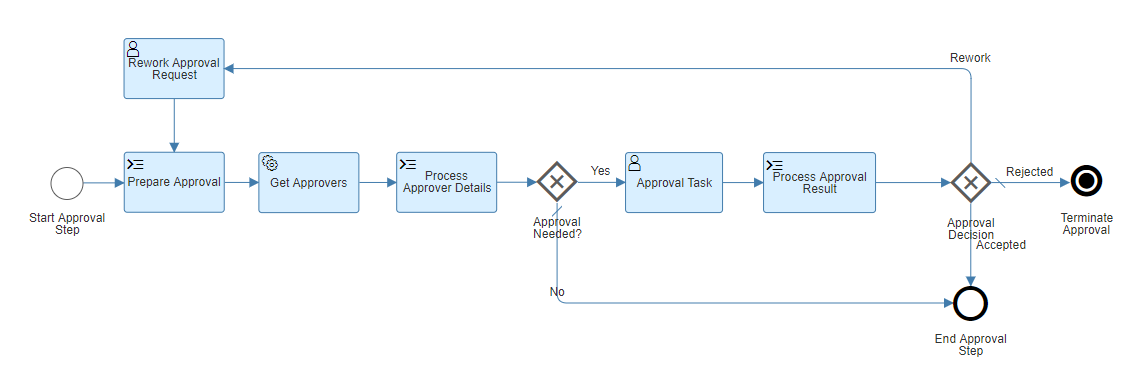 Rework
Rework Approval
Request
Start Approval
Step
Prepare Approval
Get Approvers
Process
Approver Details
Approval
Needed?
Yes
No
Approval Task
Process Approval
Result
Approval
Decision
Rejected
Accepted
Terminate
Approval
End Approval
Step